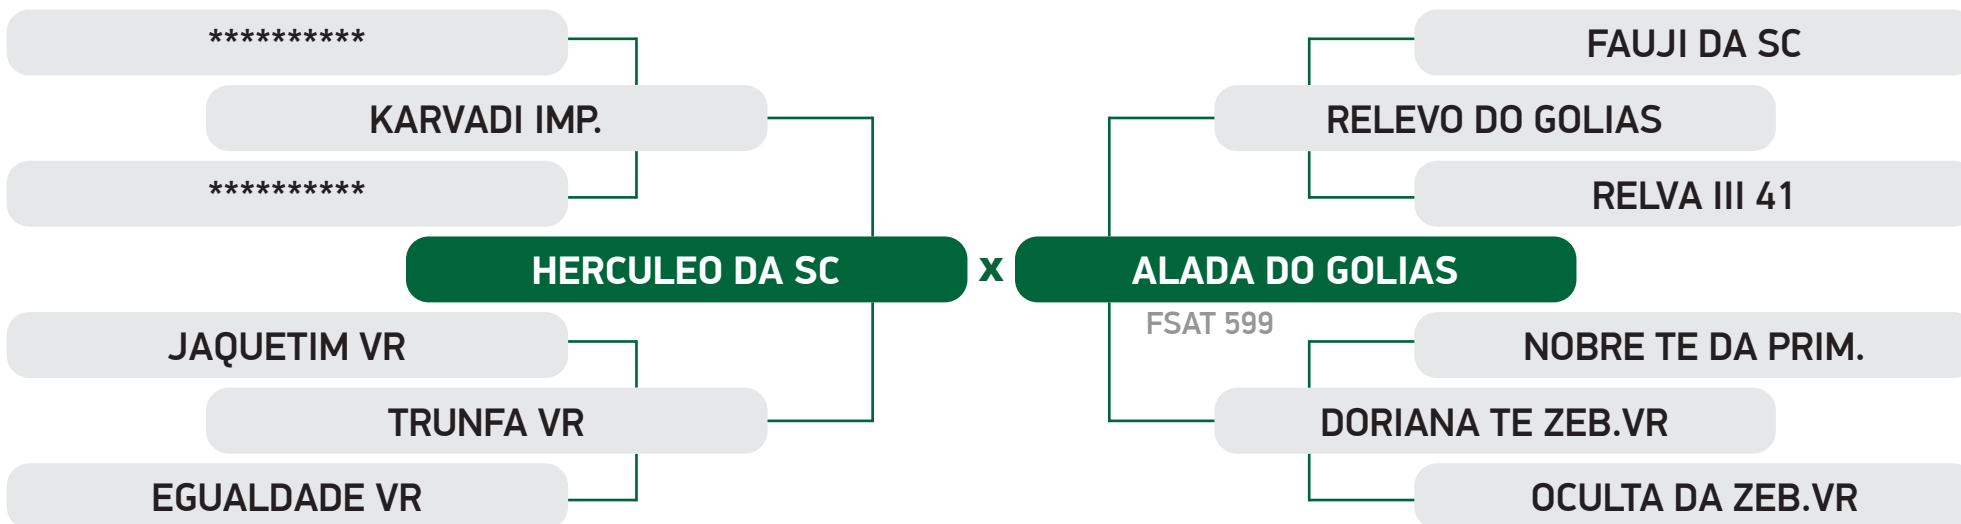 **********
FAUJI DA SC
KARVADI IMP.
RELEVO DO GOLIAS
**********
RELVA III 41
HERCULEO DA SC x ALADA DO GOLIAS
FSAT 599
JAQUETIM VR
NOBRE TE DA PRIM.
TRUNFA VR
DORIANA TE ZEB.VR
EGUALDADE VR
OCULTA DA ZEB.VR